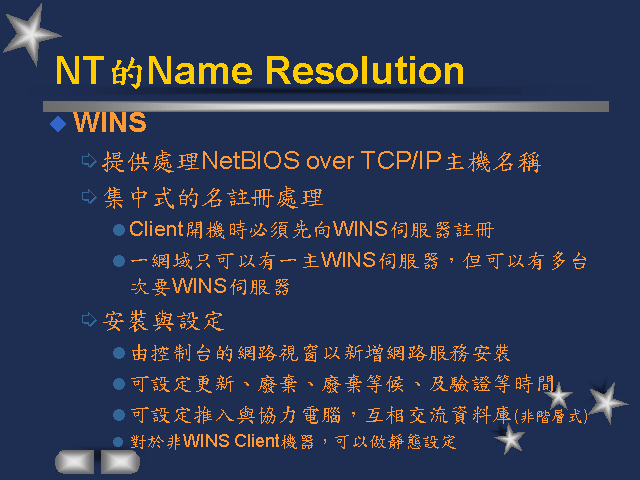 NT的Name Resolution
WINS
提供處理NetBIOS over TCP/IP主機名稱
集中式的名註冊處理
Client開機時必須先向WINS伺服器註冊
一網域只可以有一主WINS伺服器，但可以有多台
次要WINS伺服器
安裝與設定
由控制台的網路視窗以新增網路服務安裝
可設定更新、廢棄、廢棄等候、及驗證等時間
可設定推入與協力電腦，互相交流資料庫(非階層式)
對於非WINS Client機器，可以做靜態設定